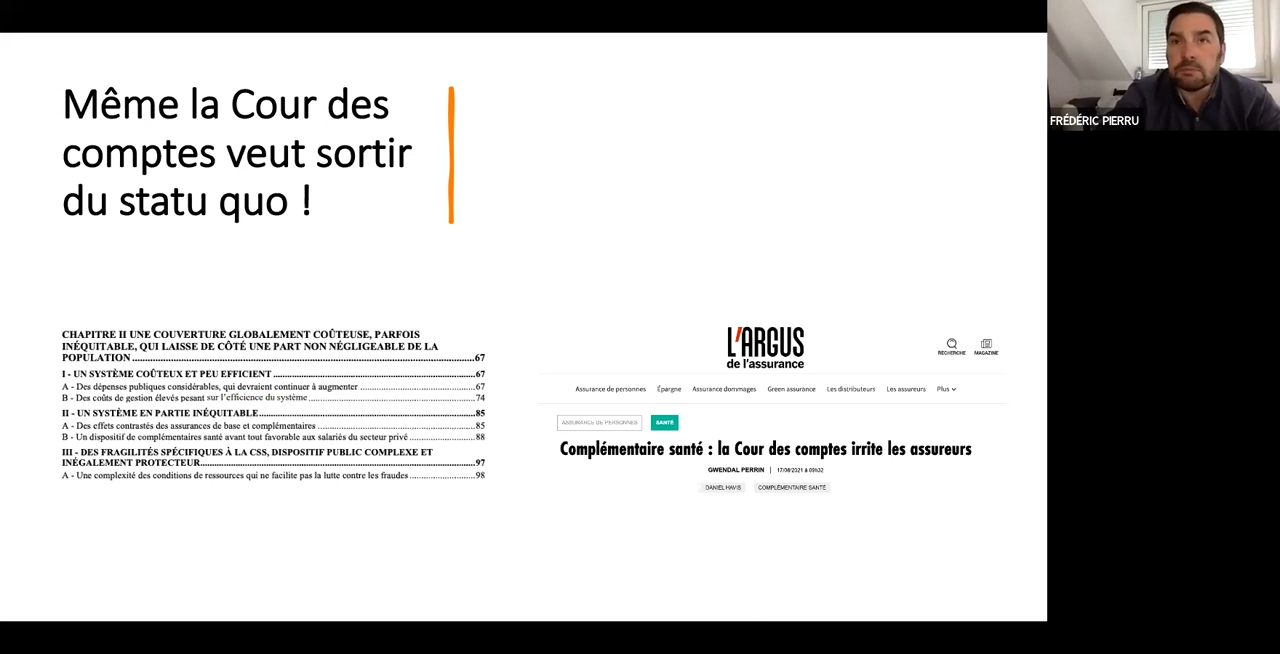 Même la Cour des
comptes veut sortir
du statu quo !
CHAPITRE II UNE COUVERTURE GLOBALEMENT COÛTEUSE, PARFOIS
INÉQUITABLE, QUI LAISSE DE CÔTÉ UNE PART NON NÉGLIGEABLE DE LA
POPULATION ..........67
I - UN SYSTÈME COÛTEUX ET PEU EFFICIENT ..........67
A - Des dépenses publiques considérables, qui devraient continuer à augmenter ..........67
B - Des coûts de gestion élevés pesant sur l'efficience du système ..........74
II - UN SYSTÈME EN PARTIE INÉQUITABLE ..........85
A - Des effets contrastés des assurances de base et complémentaires ..........85
B - Un dispositif de complémentaires santé avant tout favorable aux salariés du secteur privé ..........88
III - DES FRAGILITÉS SPÉCIFIQUES À LA CSS, DISPOSITIF PUBLIC COMPLEXE ET
INÉGALEMENT PROTECTEUR ..........97
A - Une complexité des conditions de ressources qui ne facilite pas la lutte contre les fraudes ..........98
L'ARGUS
de l'assurance
RECHERCHE MAGAZINE
Assurance de personnes Épargne Assurance dommages Green assurance Les distributeurs Les assureurs Plus
ASSURANCE DE PERSONNES SANTÉ
Complémentaire santé : la Cour des comptes irrite les assureurs
GWENDAL PERRIN | 17/08/2021 à 09h32
DANIEL HAVIS COMPLÉMENTAIRE SANTÉ
FRÉDÉRIC PIERRU